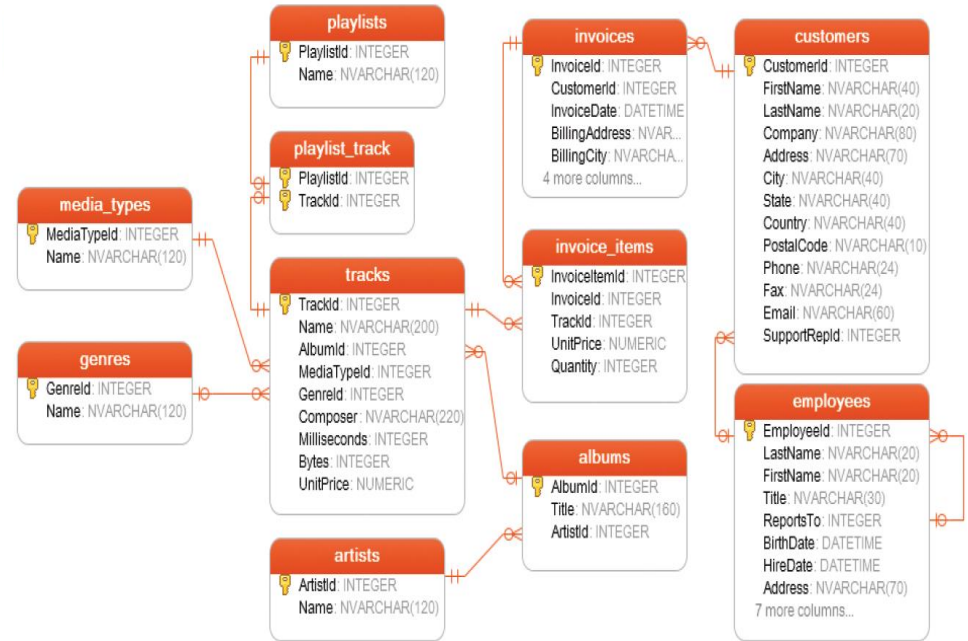 playlists
PlaylistId: INTEGER
Name: NVARCHAR(120)
playlist_track
PlaylistId: INTEGER
TrackId: INTEGER
media_types
MediaTypeId: INTEGER
Name: NVARCHAR(120)
genres
GenreId: INTEGER
Name: NVARCHAR(120)
tracks
TrackId: INTEGER
Name: NVARCHAR(200)
AlbumId: INTEGER
MediaTypeId: INTEGER
GenreId: INTEGER
Composer: NVARCHAR(220)
Milliseconds: INTEGER
Bytes: INTEGER
UnitPrice: NUMERIC
artists
ArtistId: INTEGER
Name: NVARCHAR(120)
invoices
InvoiceId: INTEGER
CustomerId: INTEGER
InvoiceDate: DATETIME
BillingAddress: NVAR...
BillingCity: NVARCHA...
4 more columns...
invoice_items
InvoiceItemId: INTEGER
InvoiceId: INTEGER
TrackId: INTEGER
UnitPrice: NUMERIC
Quantity: INTEGER
albums
AlbumId: INTEGER
Title: NVARCHAR(160)
ArtistId: INTEGER
customers
CustomerId: INTEGER
FirstName: NVARCHAR(40)
LastName: NVARCHAR(20)
Company: NVARCHAR(80)
Address: NVARCHAR(70)
City: NVARCHAR(40)
State: NVARCHAR(40)
Country: NVARCHAR(40)
PostalCode: NVARCHAR(10)
Phone: NVARCHAR(24)
Fax: NVARCHAR(24)
Email: NVARCHAR(60)
SupportRepId: INTEGER
employees
EmployeeId: INTEGER
LastName: NVARCHAR(20)
FirstName: NVARCHAR(20)
Title: NVARCHAR(30)
ReportsTo: INTEGER
BirthDate: DATETIME
HireDate: DATETIME
Address: NVARCHAR(70)
7 more columns...